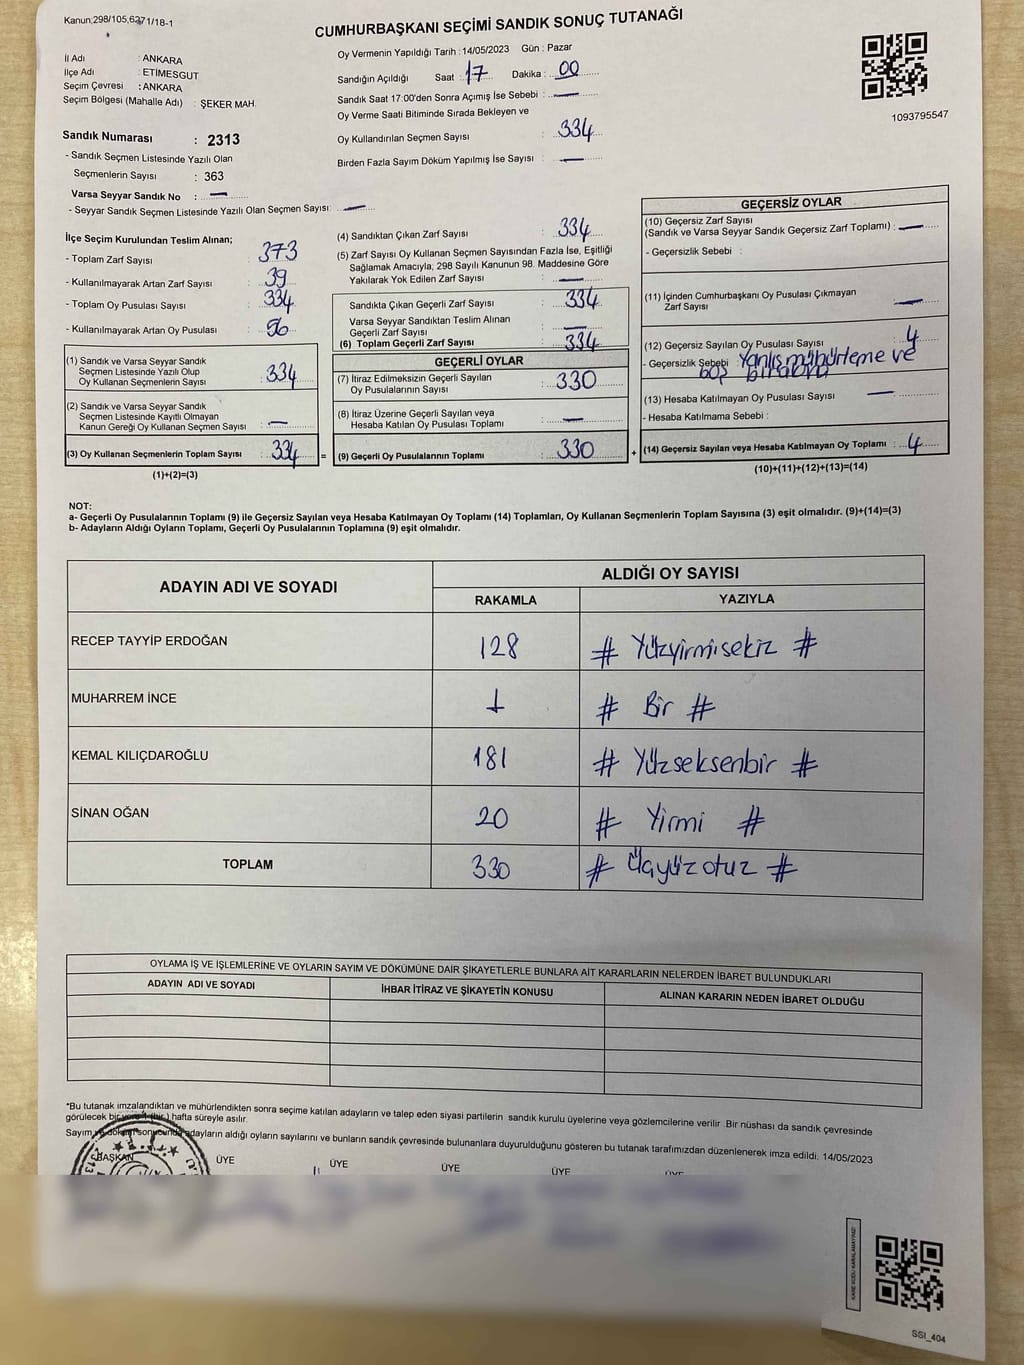 Kanun,298/105,6271/18-1
CUMHURBAŞKANI SEÇİMİ SANDIK SONUÇ TUTANAĞI
İl Adı : ANKARA
İlçe Adı : ETİMESGUT
Seçim Çevresi : ANKARA
Seçim Bölgesi (Mahalle Adı) : ŞEKER MAH.
Sandık Numarası : 2313
- Sandık Seçmen Listesinde Yazılı Olan
Seçmenlerin Sayısı : 363
Varsa Seyyar Sandık No : —
- Seyyar Sandık Seçmen Listesinde Yazılı Olan Seçmen Sayısı: —
Oy Vermenin Yapıldığı Tarih : 14/05/2023 Gün : Pazar
Sandığın Açıldığı Saat : 17 Dakika : 00
Sandık Saat 17:00'den Sonra Açımış İse Sebebi : —
Oy Verme Saati Bitiminde Sırada Bekleyen ve
Oy Kullandırılan Seçmen Sayısı : 334
Birden Fazla Sayım Döküm Yapılmış İse Sayısı : —
1093795547
İlçe Seçim Kurulundan Teslim Alınan;
- Toplam Zarf Sayısı : 373
- Kullanılmayarak Artan Zarf Sayısı : 39
- Toplam Oy Pusulası Sayısı : 334
- Kullanılmayarak Artan Oy Pusulası : 56
(1) Sandık ve Varsa Seyyar Sandık
Seçmen Listesinde Yazılı Olup
Oy Kullanan Seçmenlerin Sayısı : 334
(2) Sandık ve Varsa Seyyar Sandık
Seçmen Listesinde Kayıtlı Olmayan
Kanun Gereği Oy Kullanan Seçmen Sayısı : —
(3) Oy Kullanan Seçmenlerin Toplam Sayısı : 334 =
(1)+(2)=(3)
(4) Sandıktan Çıkan Zarf Sayısı : 334
(5) Zarf Sayısı Oy Kullanan Seçmen Sayısından Fazla İse, Eşitliği
Sağlamak Amacıyla, 298 Sayılı Kanunun 98. Maddesine Göre
Yakılarak Yok Edilen Zarf Sayısı : —
Sandıkta Çıkan Geçerli Zarf Sayısı : 334
Varsa Seyyar Sandıktan Teslim Alınan
Geçerli Zarf Sayısı : —
(6) Toplam Geçerli Zarf Sayısı : 334
GEÇERLİ OYLAR
(7) İtiraz Edilmeksizin Geçerli Sayılan
Oy Pusulalarının Sayısı : 330
(8) İtiraz Üzerine Geçerli Sayılan veya
Hesaba Katılan Oy Pusulası Toplamı : —
(9) Geçerli Oy Pusulalarının Toplamı : 330 +
GEÇERSİZ OYLAR
(10) Geçersiz Zarf Sayısı
(Sandık ve Varsa Seyyar Sandık Geçersiz Zarf Toplamı) : —
- Geçersizlik Sebebi :
(11) İçinden Cumhurbaşkanı Oy Pusulası Çıkmayan
Zarf Sayısı : —
(12) Geçersiz Sayılan Oy Pusulası Sayısı : 4
- Geçersizlik Sebebi : Yanlış mühürleme ve
boş bırakma
(13) Hesaba Katılmayan Oy Pusulası Sayısı : —
- Hesaba Katılmama Sebebi :
(14) Geçersiz Sayılan veya Hesaba Katılmayan Oy Toplamı : 4
(10)+(11)+(12)+(13)=(14)
NOT:
a- Geçerli Oy Pusulalarının Toplamı (9) ile Geçersiz Sayılan veya Hesaba Katılmayan Oy Toplamı (14) Toplamları, Oy Kullanan Seçmenlerin Toplam Sayısına (3) eşit olmalıdır. (9)+(14)=(3)
b- Adayların Aldığı Oyların Toplamı, Geçerli Oy Pusulalarının Toplamına (9) eşit olmalıdır.
ADAYIN ADI VE SOYADI ALDIĞI OY SAYISI
RAKAMLA YAZIYLA
RECEP TAYYİP ERDOĞAN 128 # Yüzyirmisekiz #
MUHARREM İNCE 1 # Bir #
KEMAL KILIÇDAROĞLU 181 # Yüzseksenbir #
SİNAN OĞAN 20 # Yirmi #
TOPLAM 330 # Üçyüzotuz #
OYLAMA İŞ VE İŞLEMLERİNE VE OYLARIN SAYIM VE DÖKÜMÜNE DAİR ŞİKAYETLERLE BUNLARA AİT KARARLARIN NELERDEN İBARET BULUNDUKLARI
ADAYIN ADI VE SOYADI İHBAR İTİRAZ VE ŞİKAYETİN KONUSU ALINAN KARARIN NEDEN İBARET OLDUĞU
*Bu tutanak imzalandıktan ve mühürlendikten sonra seçime katılan adayların ve talep eden siyasi partilerin sandık kurulu üyelerine veya gözlemcilerine verilir. Bir nüshası da sandık çevresinde
görülecek bir yere 1 (bir ) hafta süreyle asılır.
Sayım ve döküm sonucunda adayların aldığı oyların sayılarını ve bunların sandık çevresinde bulunanlara duyurulduğunu gösteren bu tutanak tarafımızdan düzenlenerek imza edildi. 14/05/2023
BAŞKAN ÜYE ÜYE ÜYE ÜYE ÜYE
KARE KODU KARALAMAYINIZ!
SSI_404